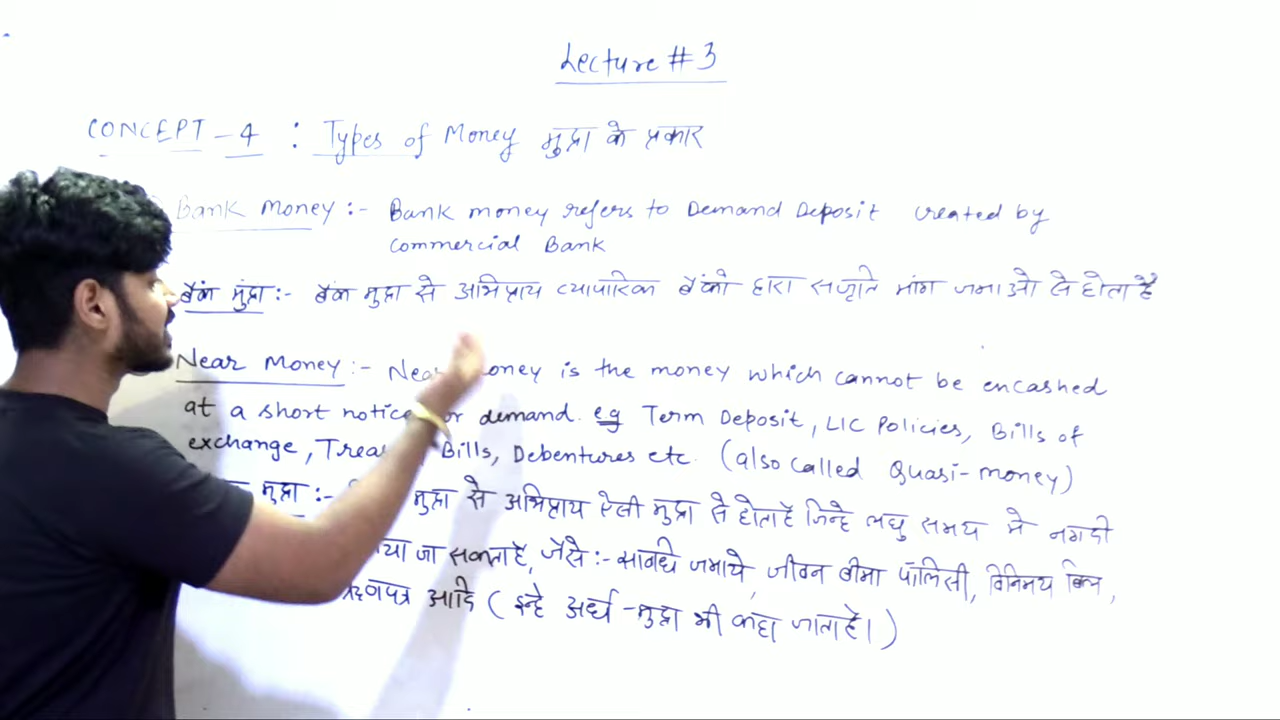 Lecture #3
CONCEPT-4 : Types of Money मुद्रा के प्रकार
Bank Money :- Bank money refers to Demand Deposit created by
Commercial Bank
बैंक मुद्रा:- बैंक मुद्रा से अभिप्राय व्यापारिक बैंको द्वारा सजृति मांग जमाओ से होता है
Near Money :- money is the money which cannot be encashed
at a short notice or demand. eg Term Deposit, LIC Policies, Bills of
exchange, Bills, Debentures etc. (also called Quasi-money)
मुद्रा :- मुद्रा से अभिप्राय ऐसी मुद्रा से होता है जिन्हे लघु समय मे नगदी
जा सकता है, जैसे :- सावधि जमाये, जीवन बीमा पॉलिसी, विनिमय बिल,
ऋणपत्र आदि ( इन्हे अर्ध-मुद्रा भी कहा जाता है। )